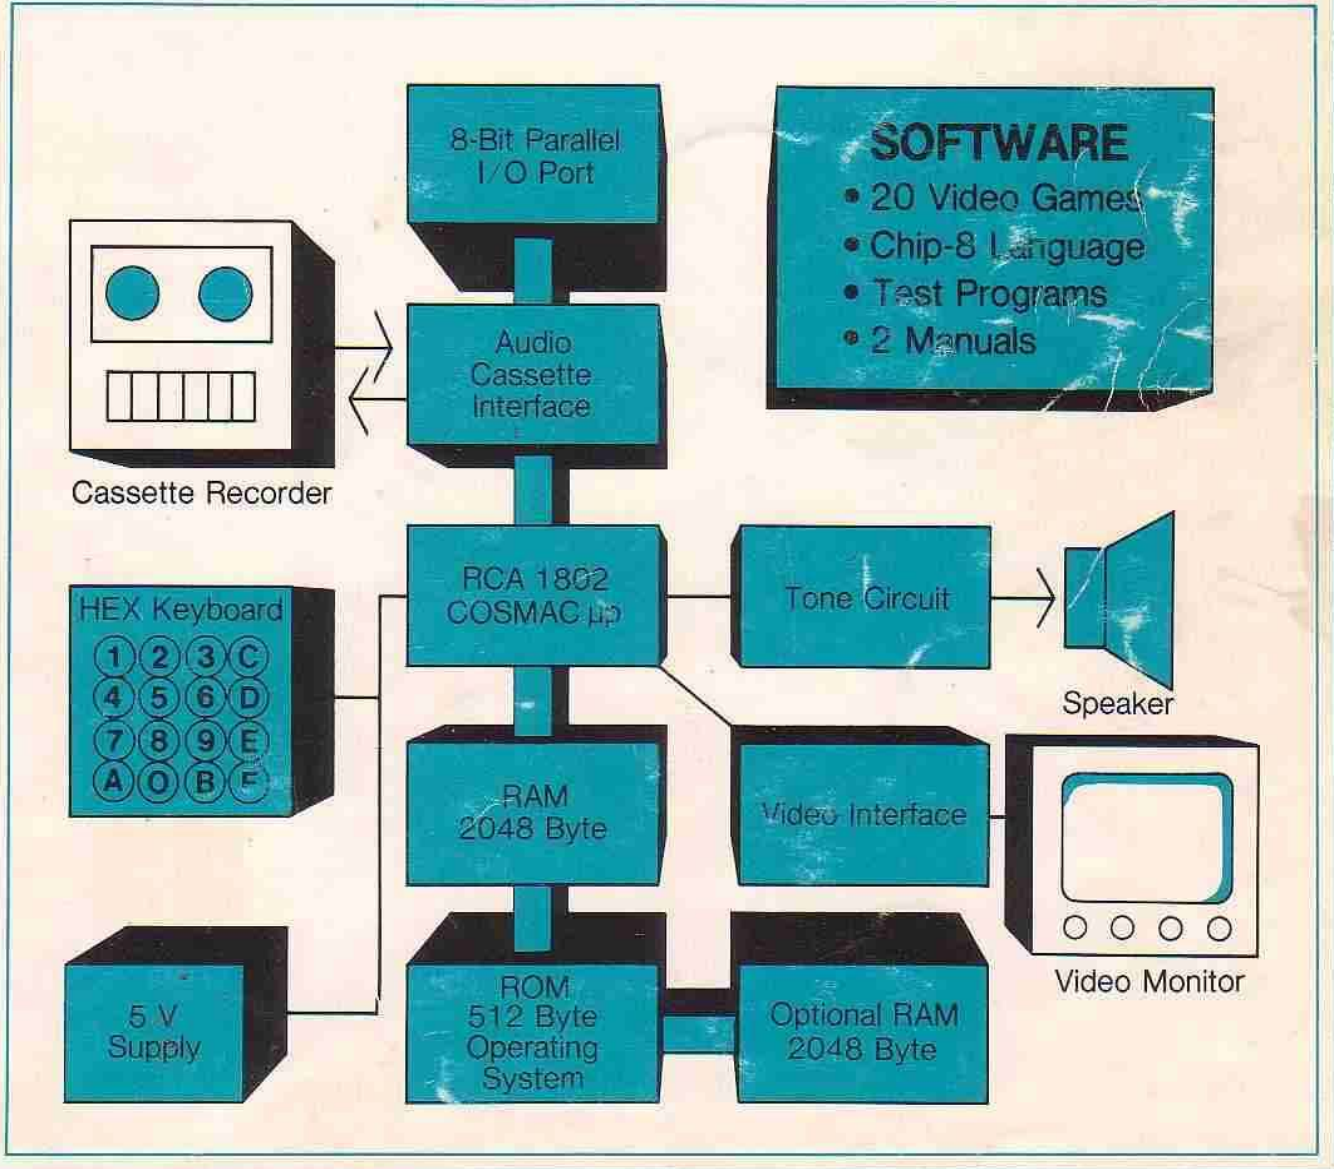 8-Bit Parallel
I/O Port
SOFTWARE
• 20 Video Games
• Chip-8 Language
• Test Programs
• 2 Manuals
Audio
Cassette
Interface
Cassette Recorder
RCA 1802
COSMAC µp
Tone Circuit
Speaker
HEX Keyboard
1 2 3 C
4 5 6 D
7 8 9 E
A 0 B F
RAM
2048 Byte
Video Interface
Video Monitor
5 V
Supply
ROM
512 Byte
Operating
System
Optional RAM
2048 Byte